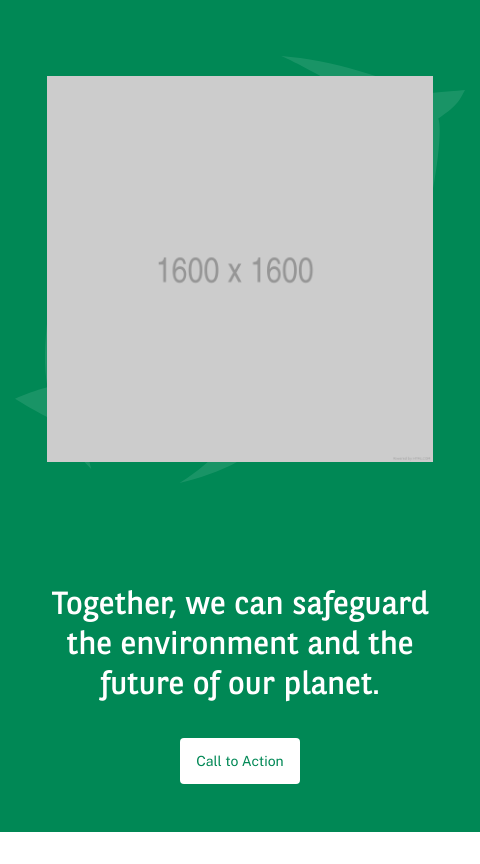 1600 x 1600
Together, we can safeguard
the environment and the
future of our planet.
Call to Action